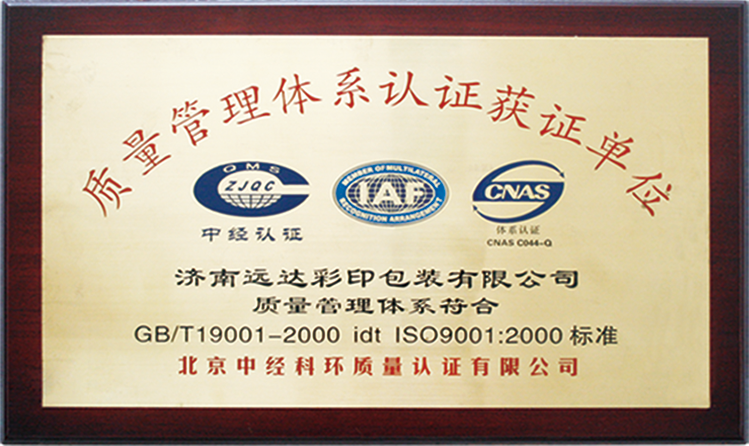 质量管理体系认证获证单位
QMS
ZJQC
中经认证
MEMBER OF MULTILATERAL
IAF
RECOGNITION ARRANGEMENT
CNAS
体系认证
CNAS C044-Q
济南远达彩印包装有限公司
质量管理体系符合
GB/T19001-2000 idt ISO9001:2000 标准
北京中经科环质量认证有限公司